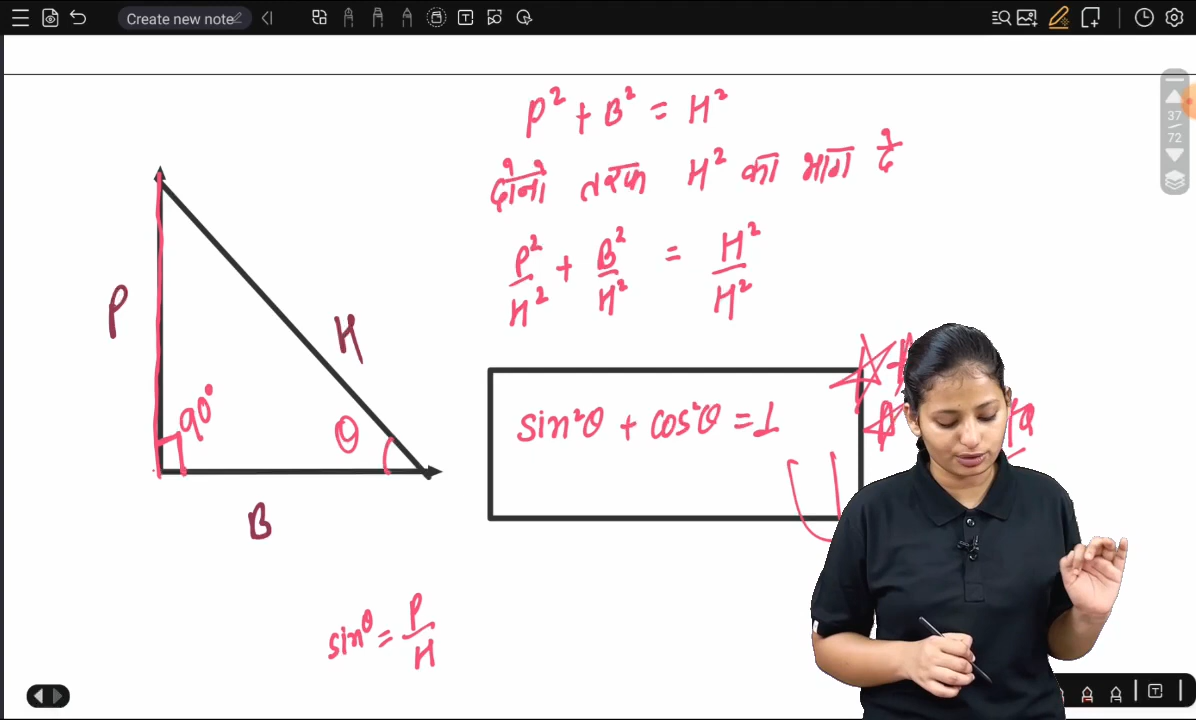 Create new note
P² + B² = H²
दोनो तरफ H² का भाग दे
P²/H² + B²/H² = H²/H²
P
H
90°
θ
sin²θ + cos²θ = 1
B
sinθ = P/H
37
72